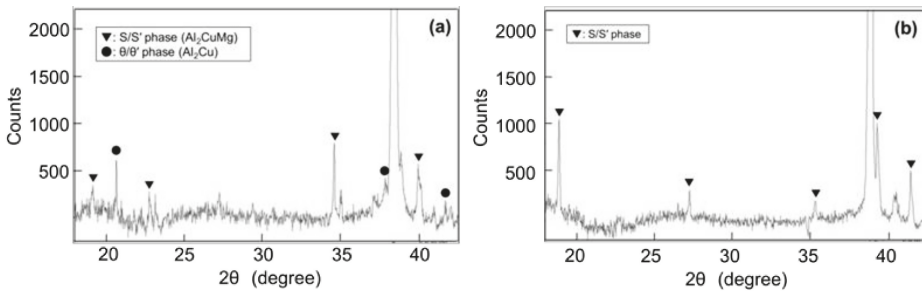 2000
1500
1000
500
Counts
▼: S/S' phase (Al₂CuMg)
●: θ/θ' phase (Al₂Cu)
(a)
20 25 30 35 40
2θ (degree)
2000
1500
1000
500
Counts
▼: S/S' phase
(b)
20 25 30 35 40
2θ (degree)